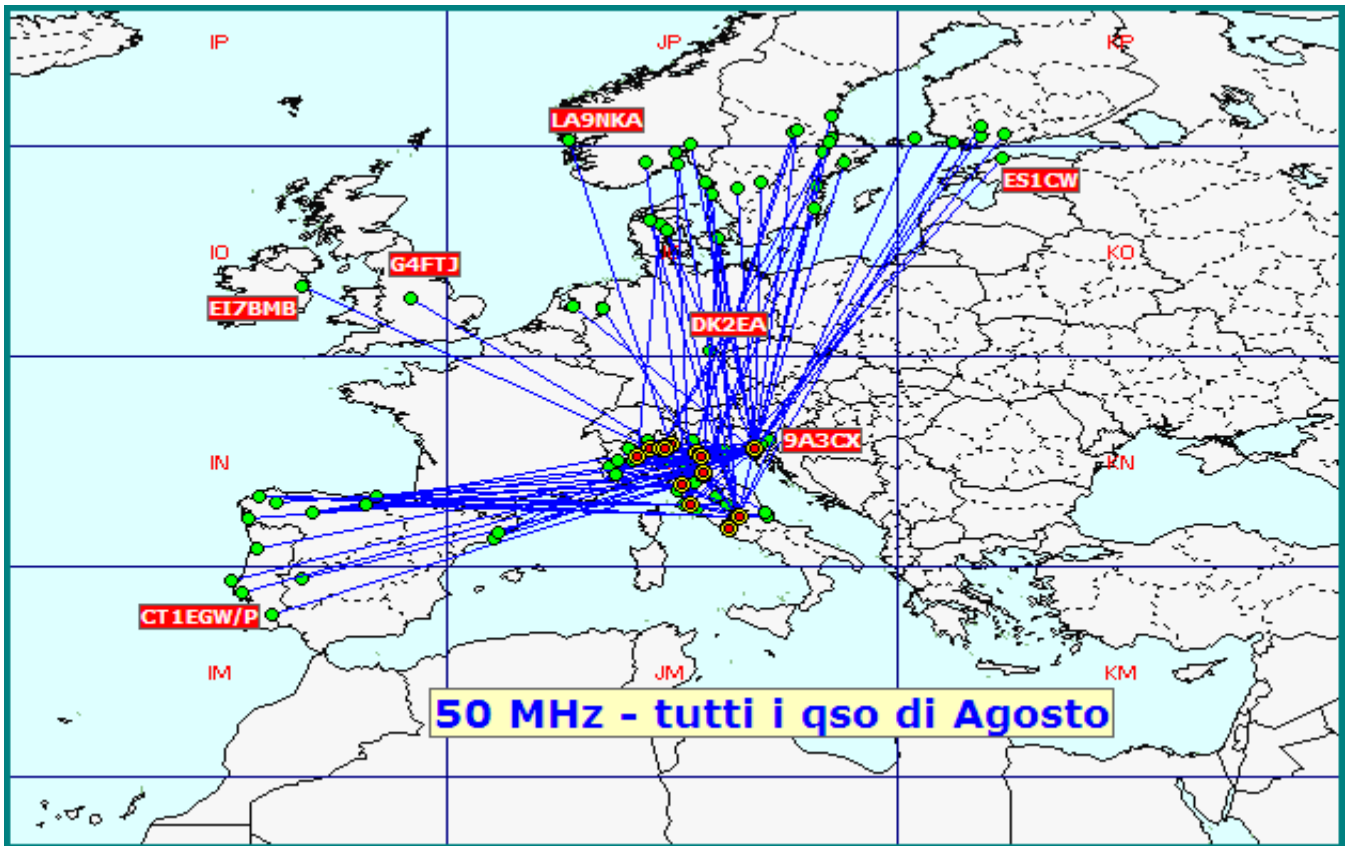 IP
JP
KP
LA9NKA
ES1CW
IO
G4FTJ
KO
EI7BMB
DK2EA
9A3CX
IN
KN
CT1EGW/P
IM
JM
KM
50 MHz - tutti i qso di Agosto